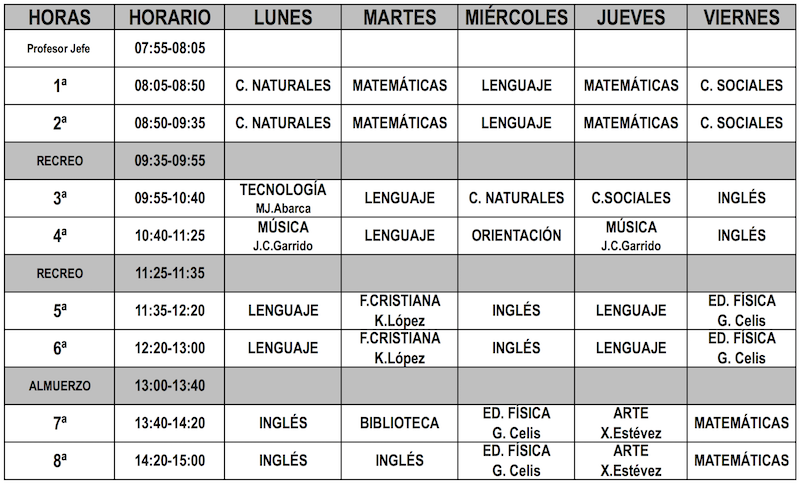 HORAS HORARIO LUNES MARTES MIÉRCOLES JUEVES VIERNES
Profesor Jefe 07:55-08:05
1ª 08:05-08:50 C. NATURALES MATEMÁTICAS LENGUAJE MATEMÁTICAS C. SOCIALES
2ª 08:50-09:35 C. NATURALES MATEMÁTICAS LENGUAJE MATEMÁTICAS C. SOCIALES
RECREO 09:35-09:55
3ª 09:55-10:40 TECNOLOGÍA MJ.Abarca LENGUAJE C. NATURALES C.SOCIALES INGLÉS
4ª 10:40-11:25 MÚSICA J.C.Garrido LENGUAJE ORIENTACIÓN MÚSICA J.C.Garrido INGLÉS
RECREO 11:25-11:35
5ª 11:35-12:20 LENGUAJE F.CRISTIANA K.López INGLÉS LENGUAJE ED. FÍSICA G. Celis
6ª 12:20-13:00 LENGUAJE F.CRISTIANA K.López INGLÉS LENGUAJE ED. FÍSICA G. Celis
ALMUERZO 13:00-13:40
7ª 13:40-14:20 INGLÉS BIBLIOTECA ED. FÍSICA G. Celis ARTE X.Estévez MATEMÁTICAS
8ª 14:20-15:00 INGLÉS INGLÉS ED. FÍSICA G. Celis ARTE X.Estévez MATEMÁTICAS